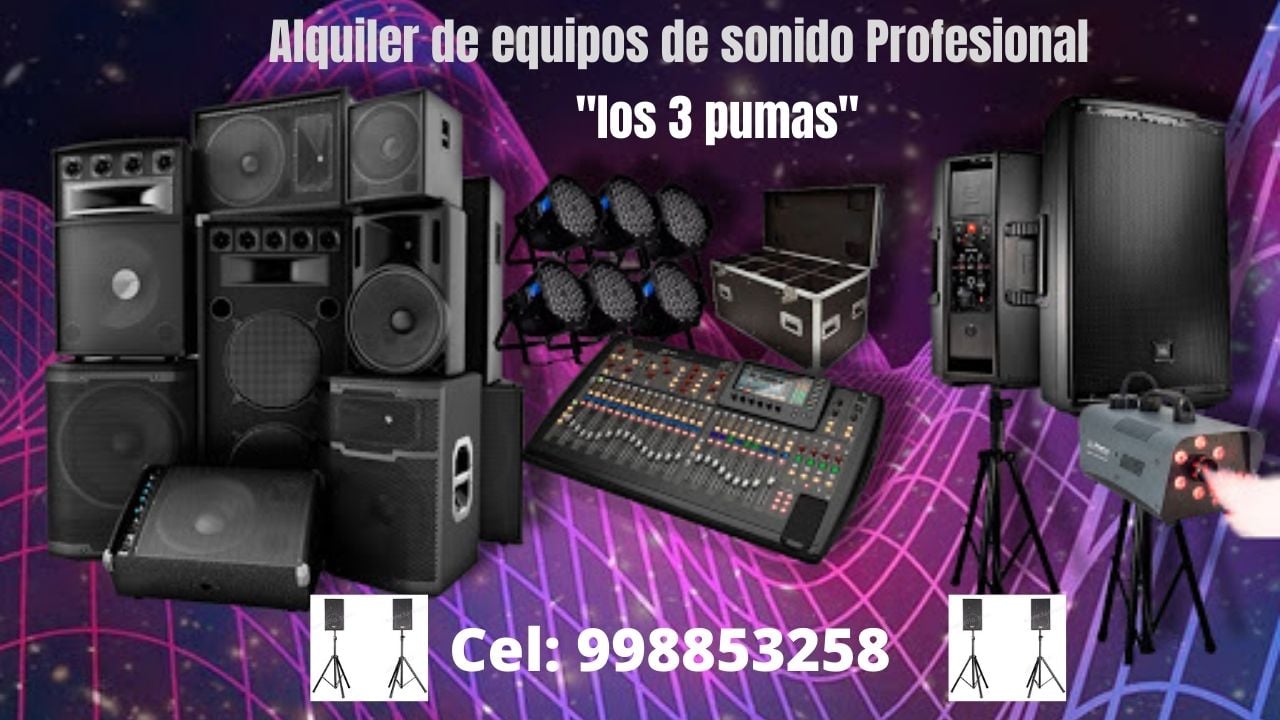 Alquiler de equipos de sonido Profesional
"los 3 pumas"
Cel: 998853258